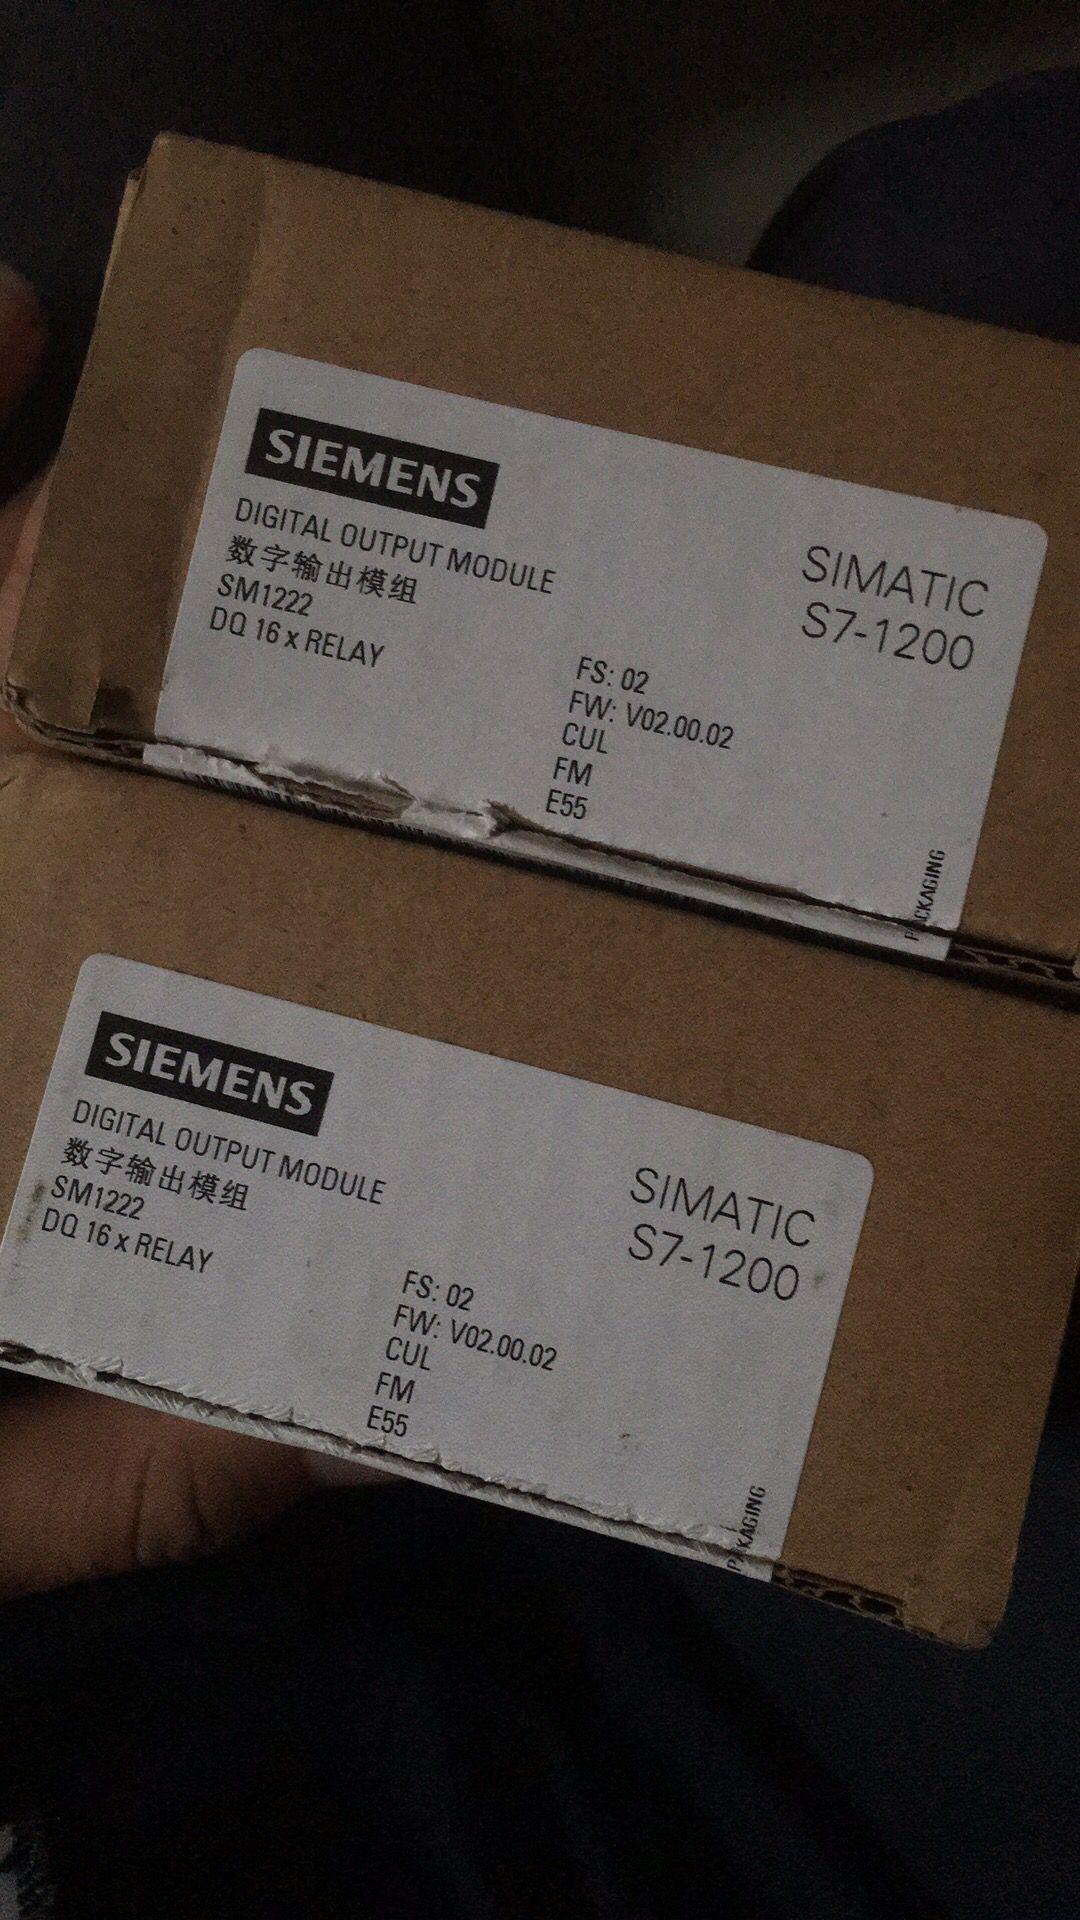 SIEMENS
DIGITAL OUTPUT MODULE
数字输出模组
SM1222
DQ 16 x RELAY
SIMATIC
S7-1200
FS: 02
FW: V02.00.02
CUL
FM
E55
PACKAGING
SIEMENS
DIGITAL OUTPUT MODULE
数字输出模组
SM1222
DQ 16 x RELAY
SIMATIC
S7-1200
FS: 02
FW: V02.00.02
CUL
FM
E55
PACKAGING